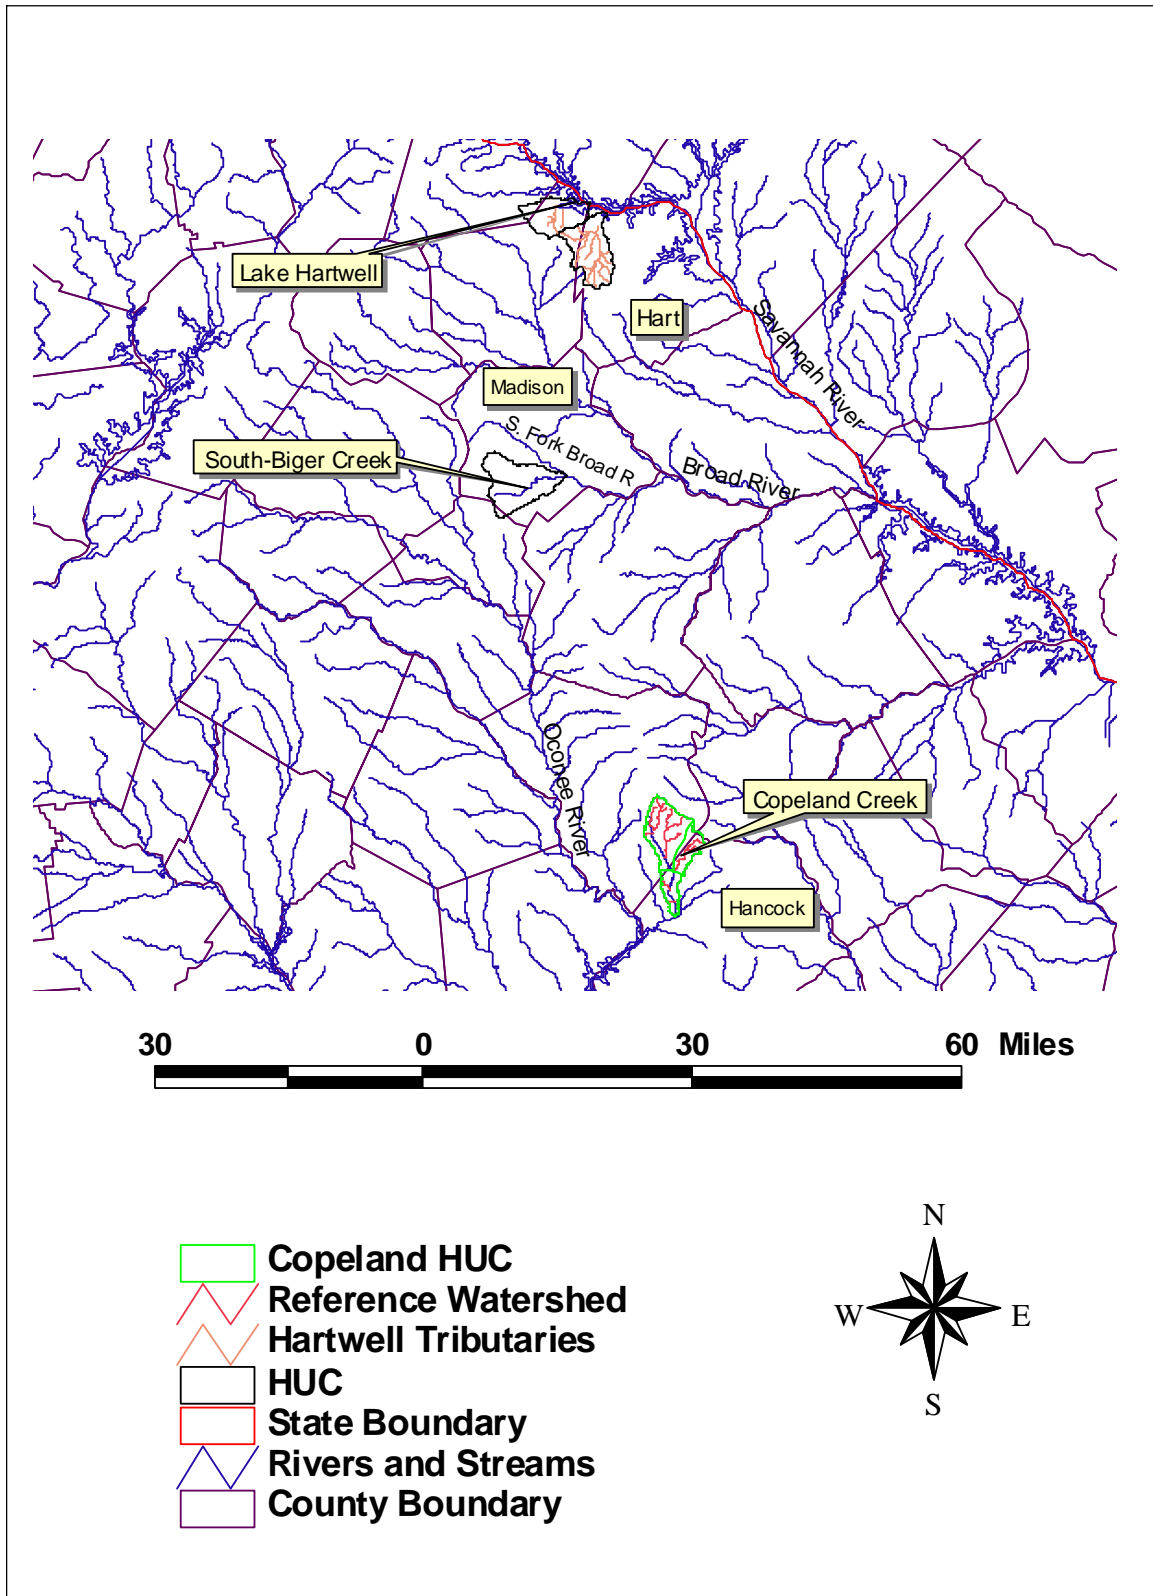 Lake Hartwell
Hart
Savannah River
Madison
S. Fork Broad R
South-Biger Creek
Broad River
Oconee River
Copeland Creek
Hancock
30 0 30 60 Miles
N
W E
S
Copeland HUC
Reference Watershed
Hartwell Tributaries
HUC
State Boundary
Rivers and Streams
County Boundary